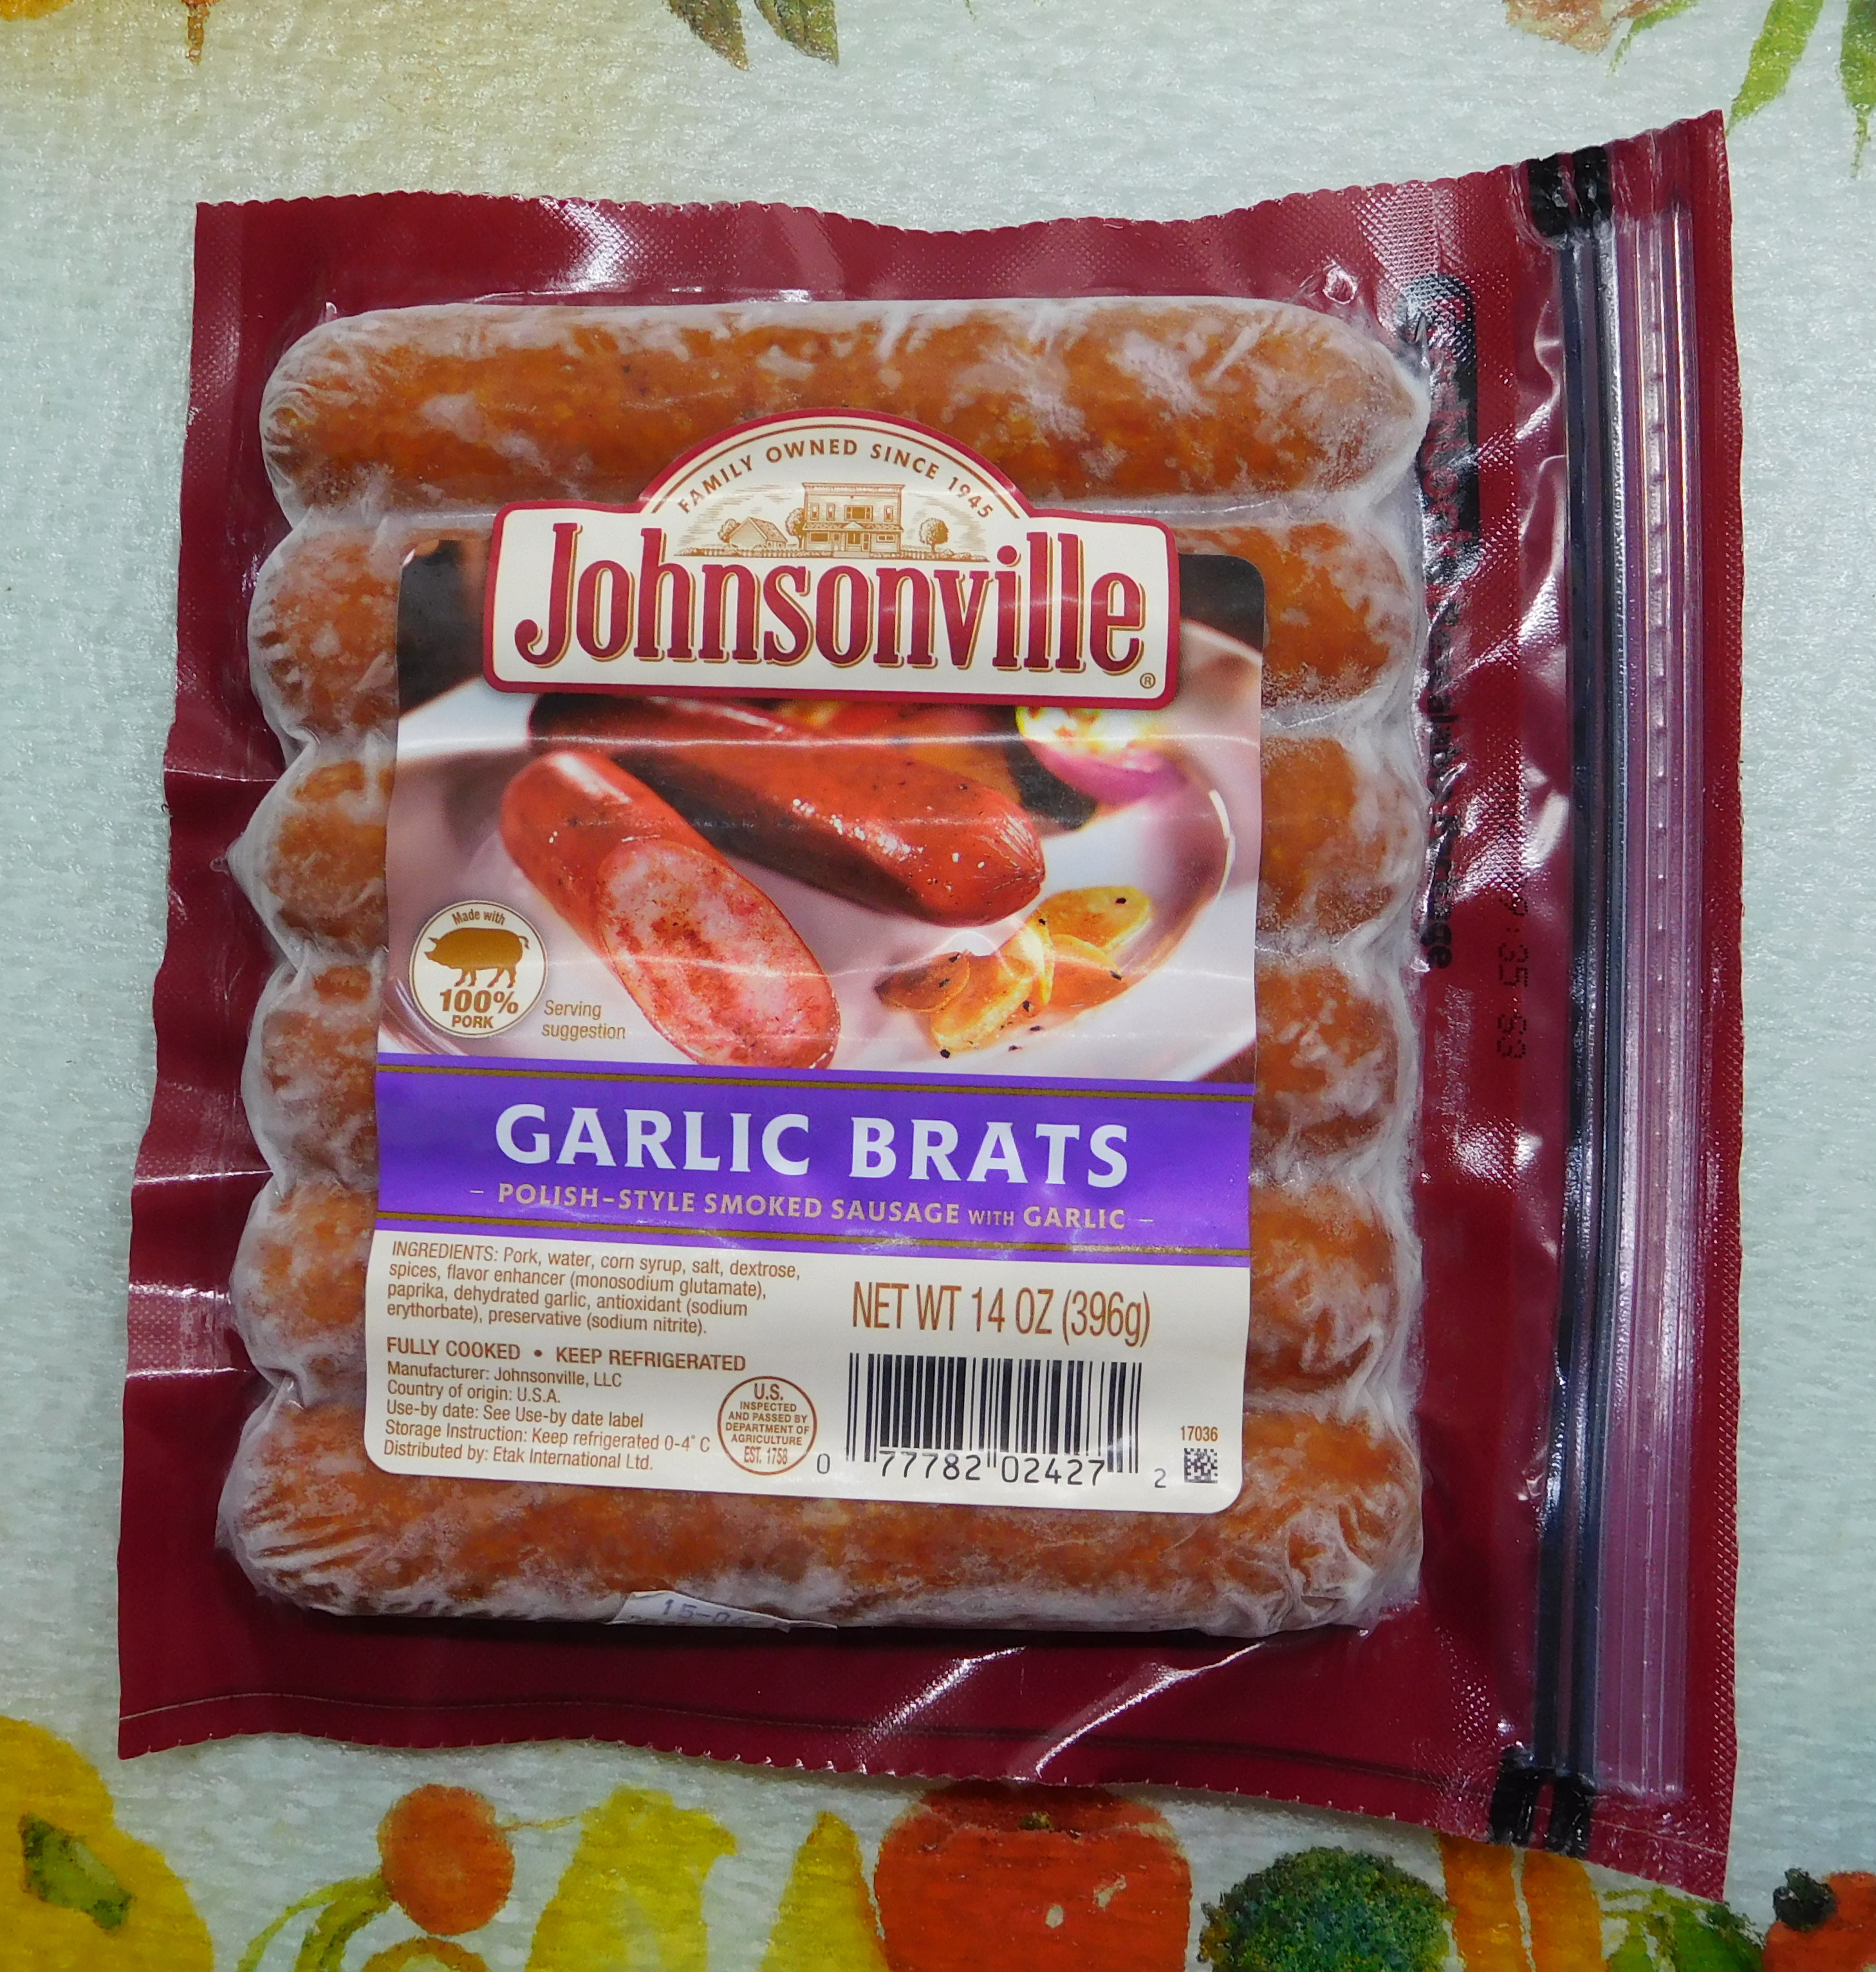 FAMILY OWNED SINCE 1945
Johnsonville®
Made with
100%
PORK
Serving
suggestion
GARLIC BRATS
– POLISH-STYLE SMOKED SAUSAGE WITH GARLIC –
INGREDIENTS: Pork, water, corn syrup, salt, dextrose,
spices, flavor enhancer (monosodium glutamate),
paprika, dehydrated garlic, antioxidant (sodium
erythorbate), preservative (sodium nitrite).
NET WT 14 OZ (396g)
FULLY COOKED • KEEP REFRIGERATED
Manufacturer: Johnsonville, LLC
Country of origin: U.S.A.
Use-by date: See Use-by date label
Storage Instruction: Keep refrigerated 0-4° C
Distributed by: Etak International Ltd.
U.S.
INSPECTED
AND PASSED BY
DEPARTMENT OF
AGRICULTURE
EST. 1758
0 77782 02427 2
17036